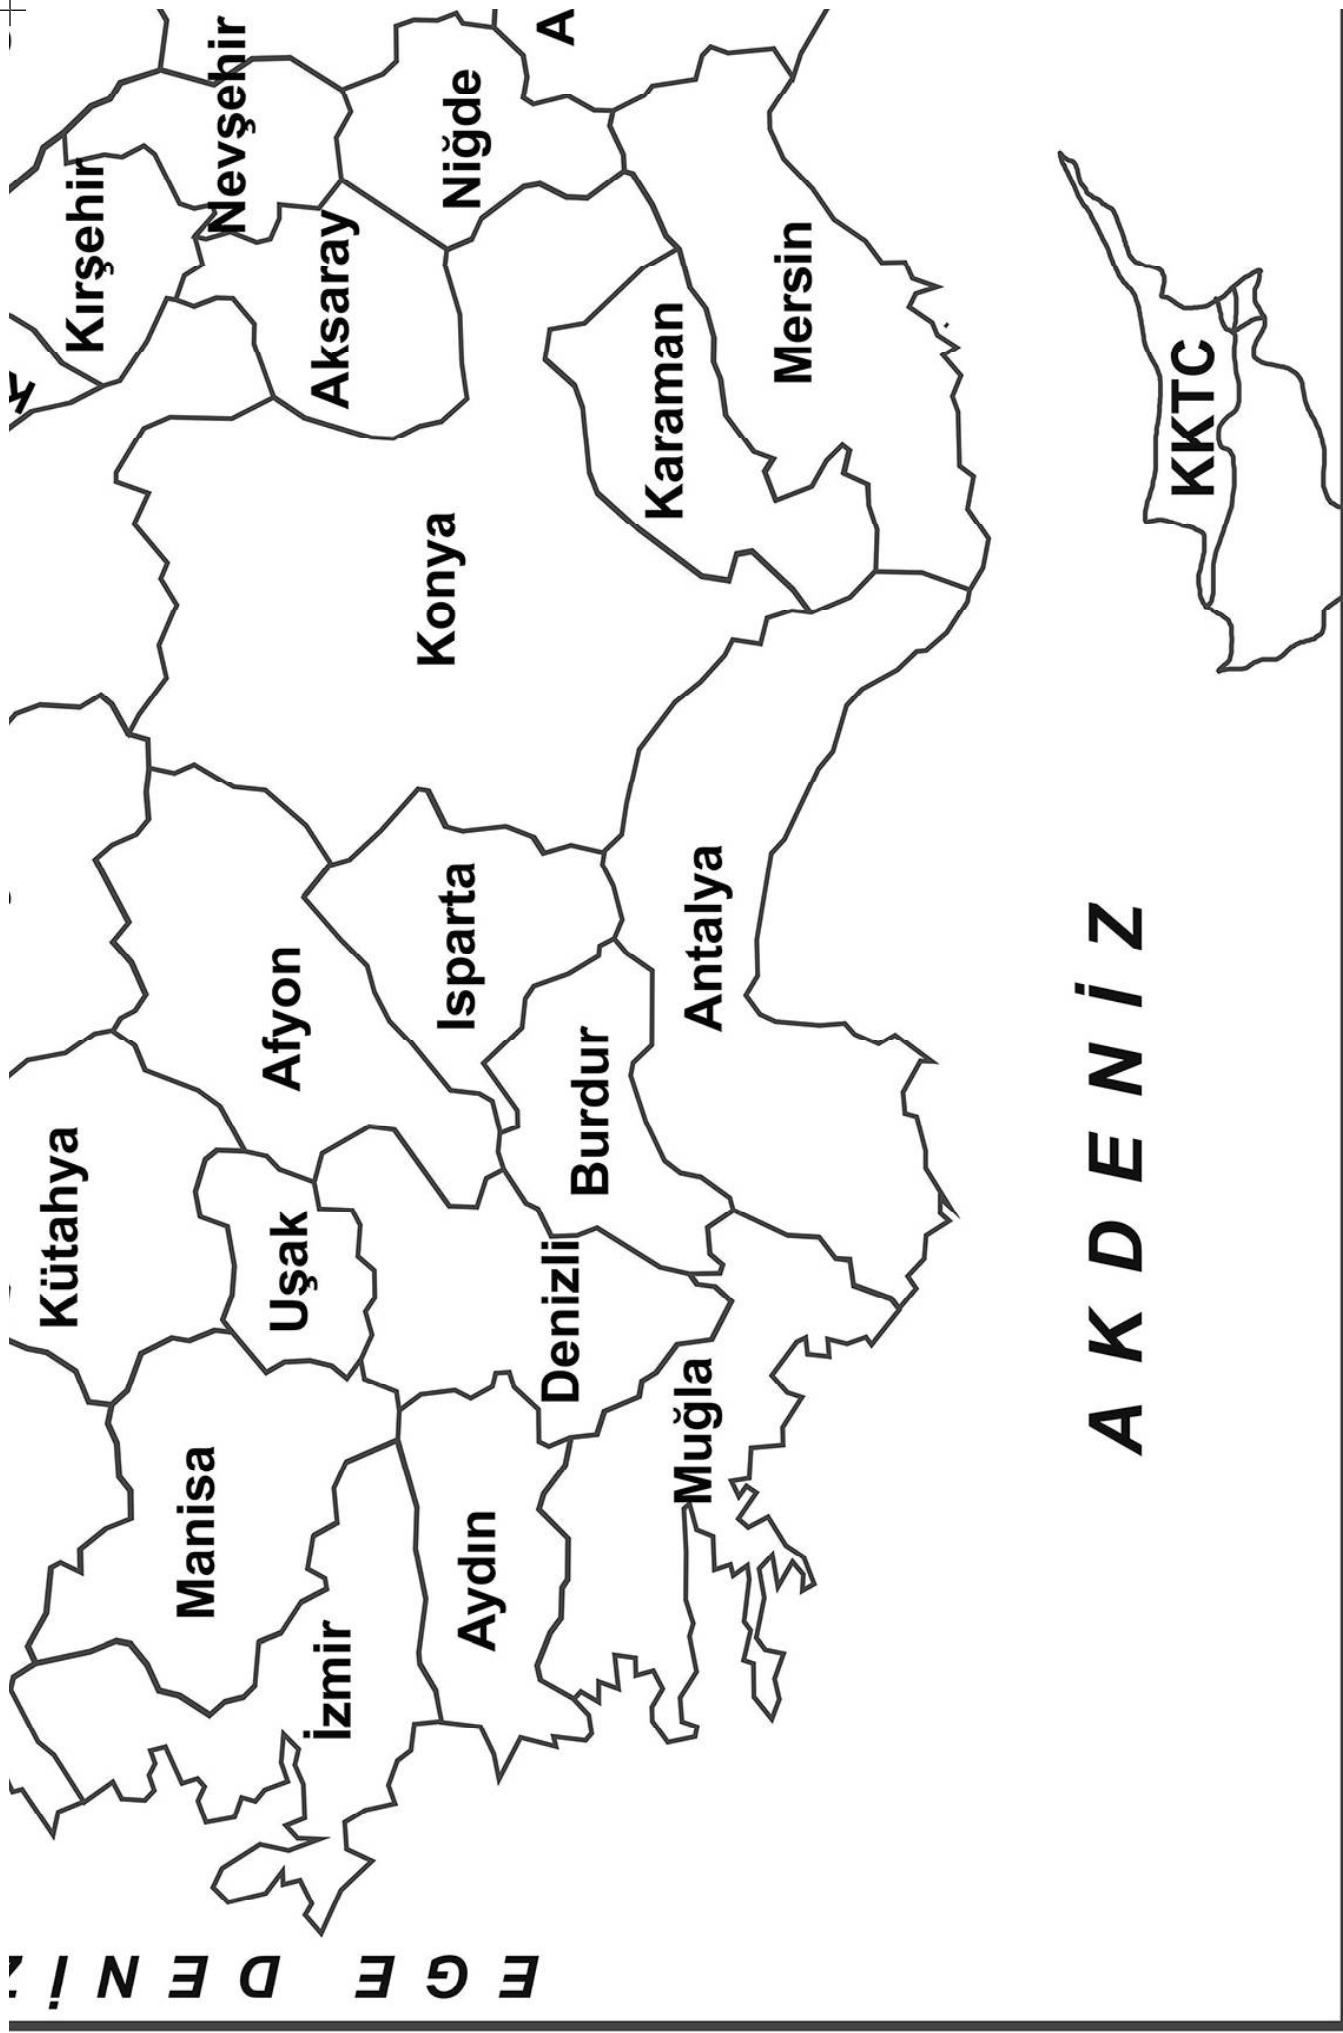 Kırşehir
Nevşehir
Niğde
A
Aksaray
Konya
Karaman
Mersin
KKTC
Kütahya
Afyon
Isparta
Antalya
Burdur
Uşak
Denizli
Manisa
Muğla
Aydın
İzmir
AKDENİZ
EGE DENİZ